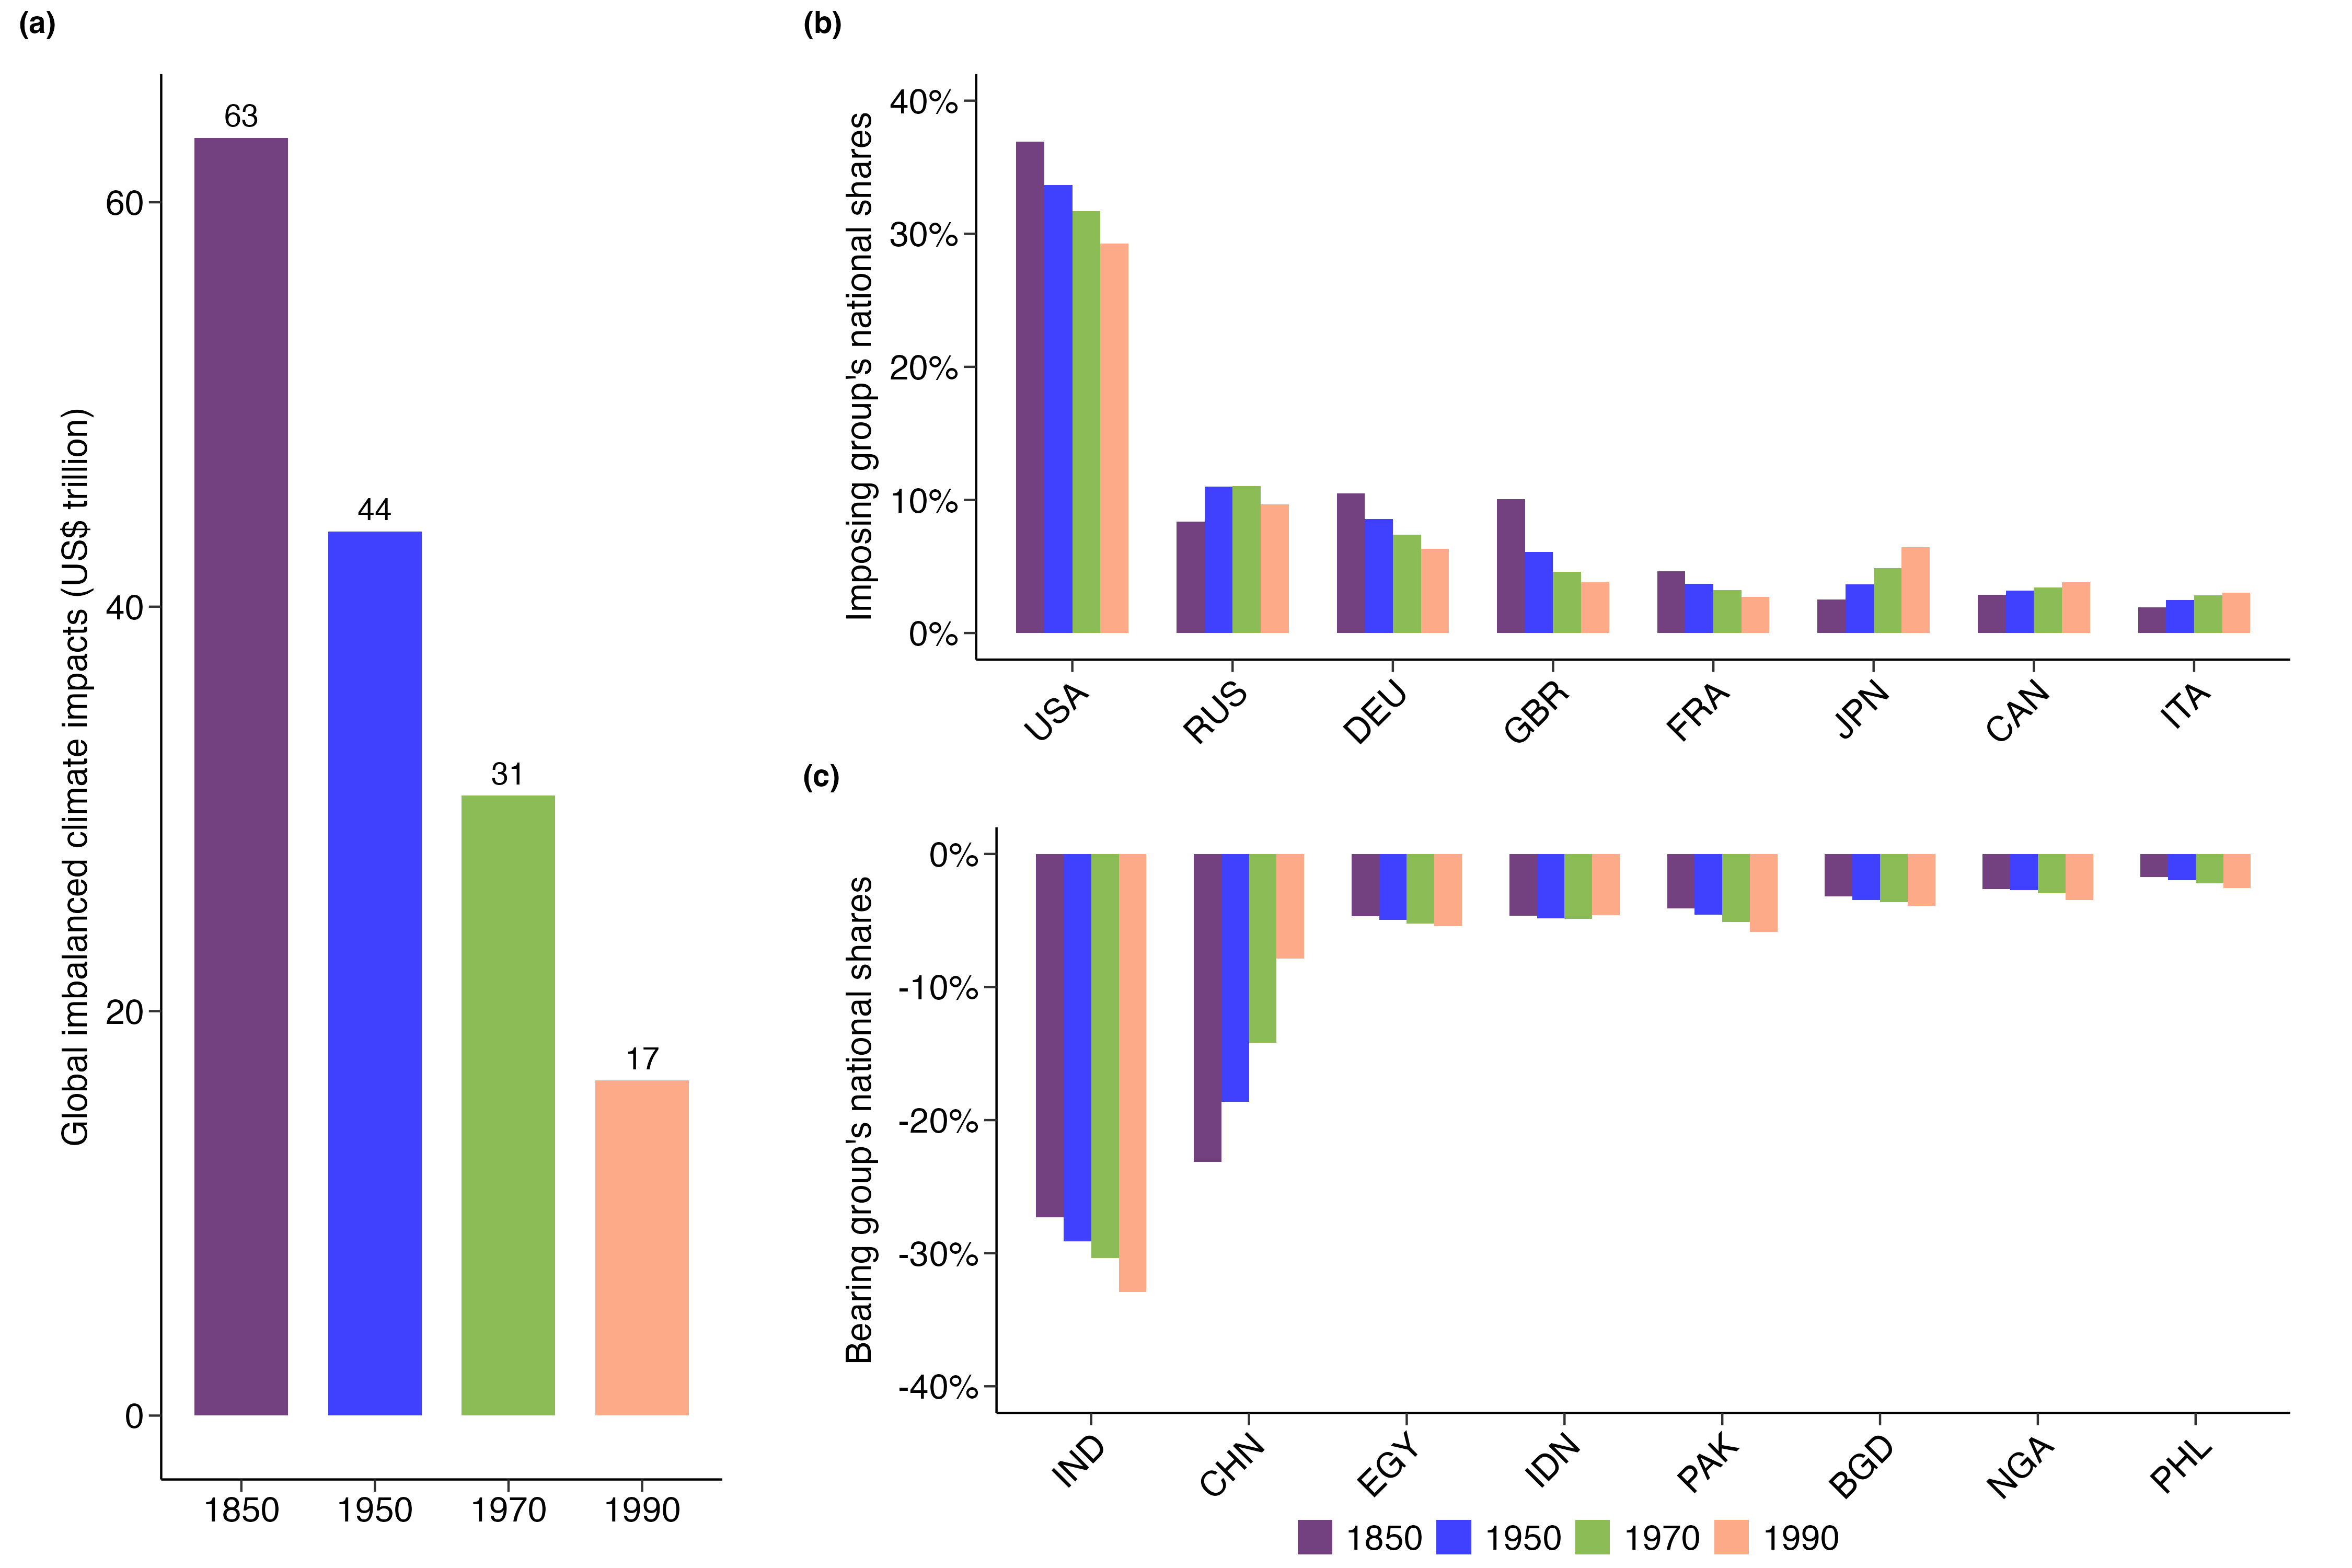 (a)
Global imbalanced climate impacts (US$ trillion)
60
40
20
0
63
44
31
17
1850 1950 1970 1990
(b)
Imposing group's national shares
40%
30%
20%
10%
0%
USA RUS DEU GBR FRA JPN CAN ITA
(c)
Bearing group's national shares
0%
-10%
-20%
-30%
-40%
IND CHN EGY IDN PAK BGD NGA PHL
1850 1950 1970 1990